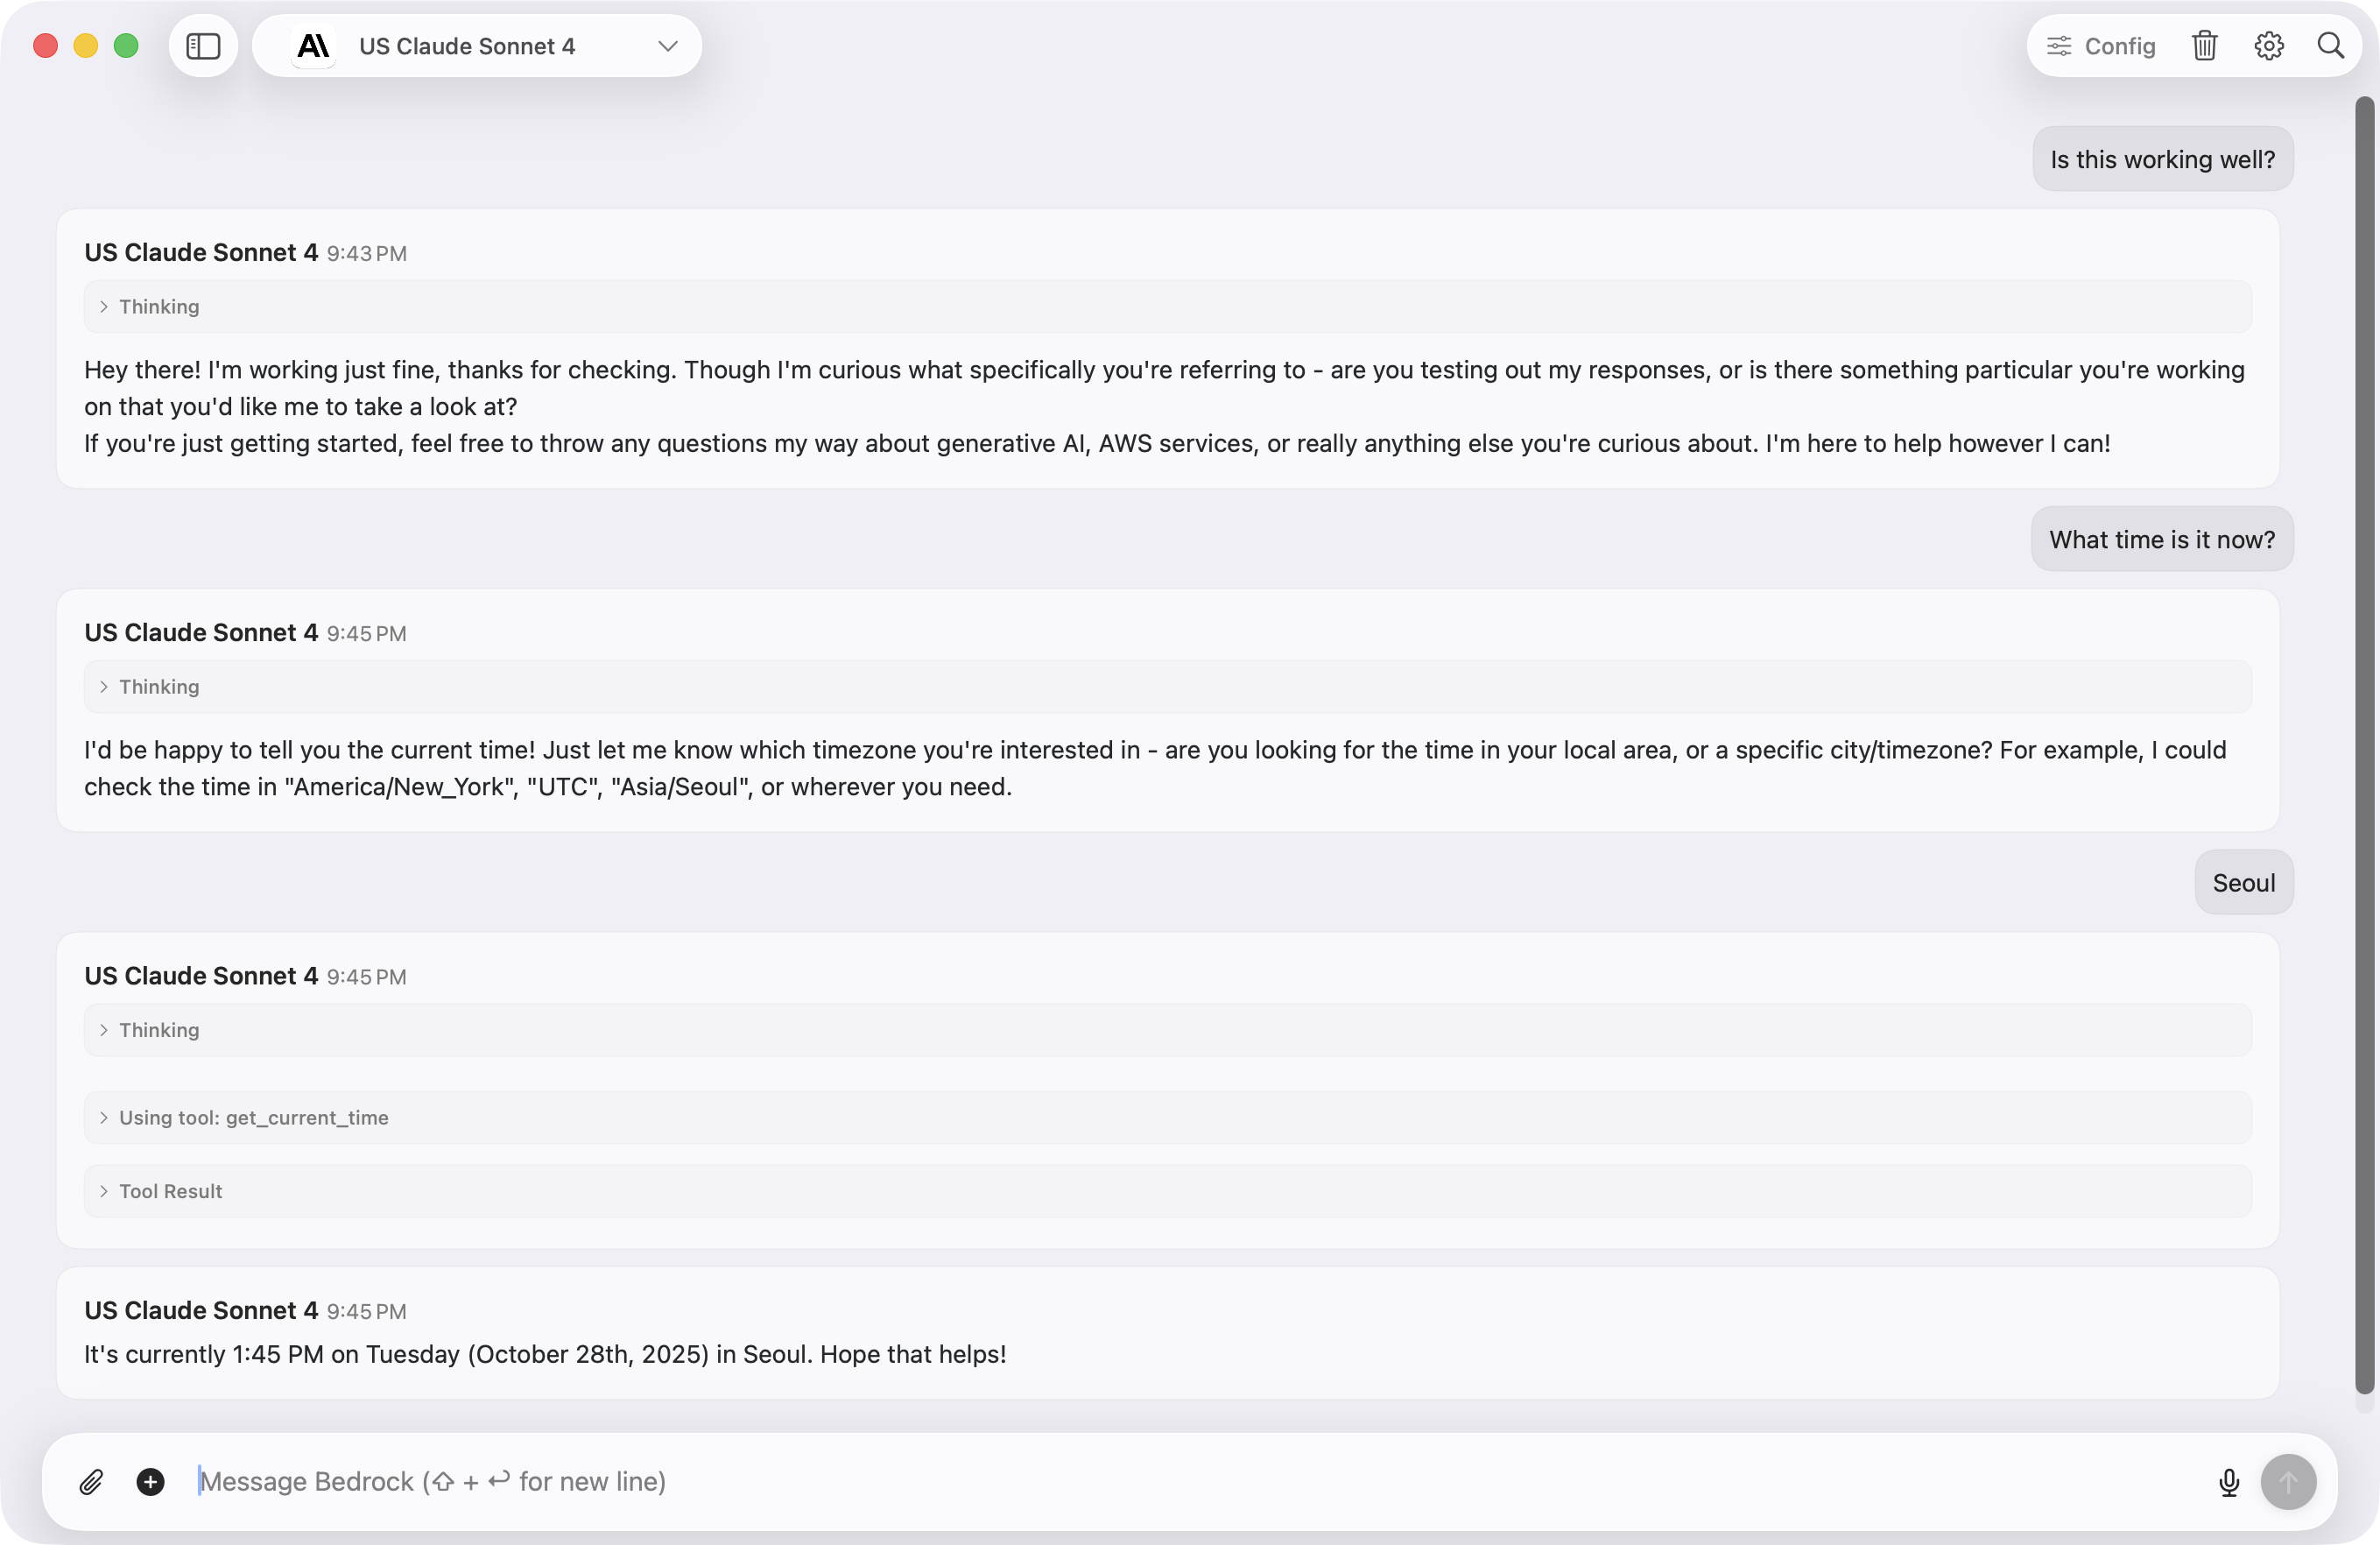 US Claude Sonnet 4
Config
Is this working well?
US Claude Sonnet 4 9:43 PM
Thinking
Hey there! I'm working just fine, thanks for checking. Though I'm curious what specifically you're referring to - are you testing out my responses, or is there something particular you're working
on that you'd like me to take a look at?
If you're just getting started, feel free to throw any questions my way about generative AI, AWS services, or really anything else you're curious about. I'm here to help however I can!
What time is it now?
US Claude Sonnet 4 9:45 PM
Thinking
I'd be happy to tell you the current time! Just let me know which timezone you're interested in - are you looking for the time in your local area, or a specific city/timezone? For example, I could
check the time in "America/New_York", "UTC", "Asia/Seoul", or wherever you need.
Seoul
US Claude Sonnet 4 9:45 PM
Thinking
Using tool: get_current_time
Tool Result
US Claude Sonnet 4 9:45 PM
It's currently 1:45 PM on Tuesday (October 28th, 2025) in Seoul. Hope that helps!
Message Bedrock (⇧ + ↩ for new line)